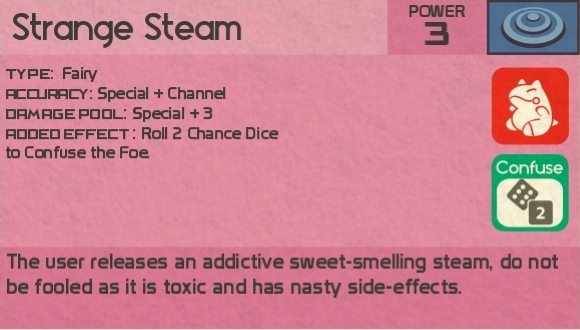 Strange Steam
POWER
3
TYPE: Fairy
ACCURACY: Special + Channel
DAMAGE POOL: Special + 3
ADDED EFFECT: Roll 2 Chance Dice
to Confuse the Foe.
Confuse
2
The user releases an addictive sweet-smelling steam, do not
be fooled as it is toxic and has nasty side-effects.